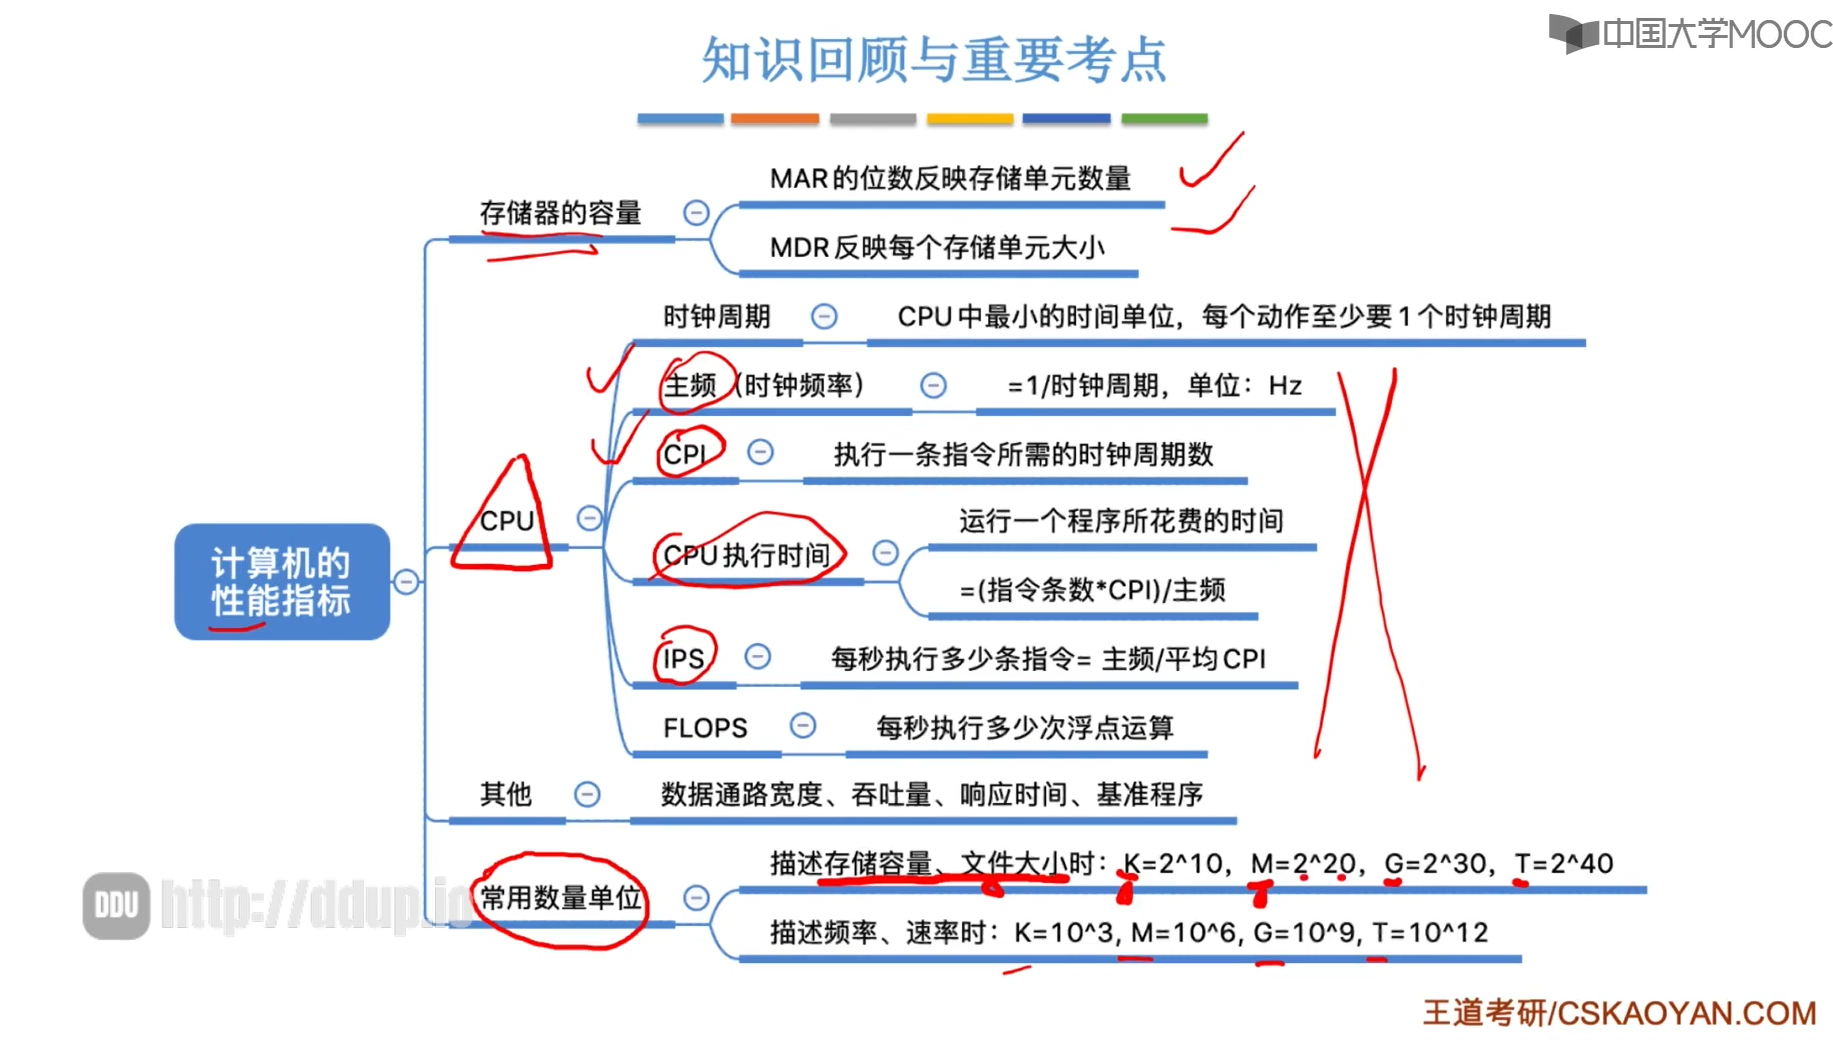 中国大学MOOC
知识回顾与重要考点
MAR的位数反映存储单元数量
存储器的容量
MDR反映每个存储单元大小
时钟周期
CPU中最小的时间单位，每个动作至少要1个时钟周期
主频（时钟频率）
=1/时钟周期，单位：Hz
CPI
执行一条指令所需的时钟周期数
CPU
运行一个程序所花费的时间
CPU执行时间
=(指令条数*CPI)/主频
计算机的
性能指标
IPS
每秒执行多少条指令= 主频/平均CPI
FLOPS
每秒执行多少次浮点运算
其他
数据通路宽度、吞吐量、响应时间、基准程序
描述存储容量、文件大小时：K=2^10，M=2^20，G=2^30，T=2^40
常用数量单位
描述频率、速率时：K=10^3, M=10^6, G=10^9, T=10^12
DDU http://ddup.io
王道考研/CSKAOYAN.COM